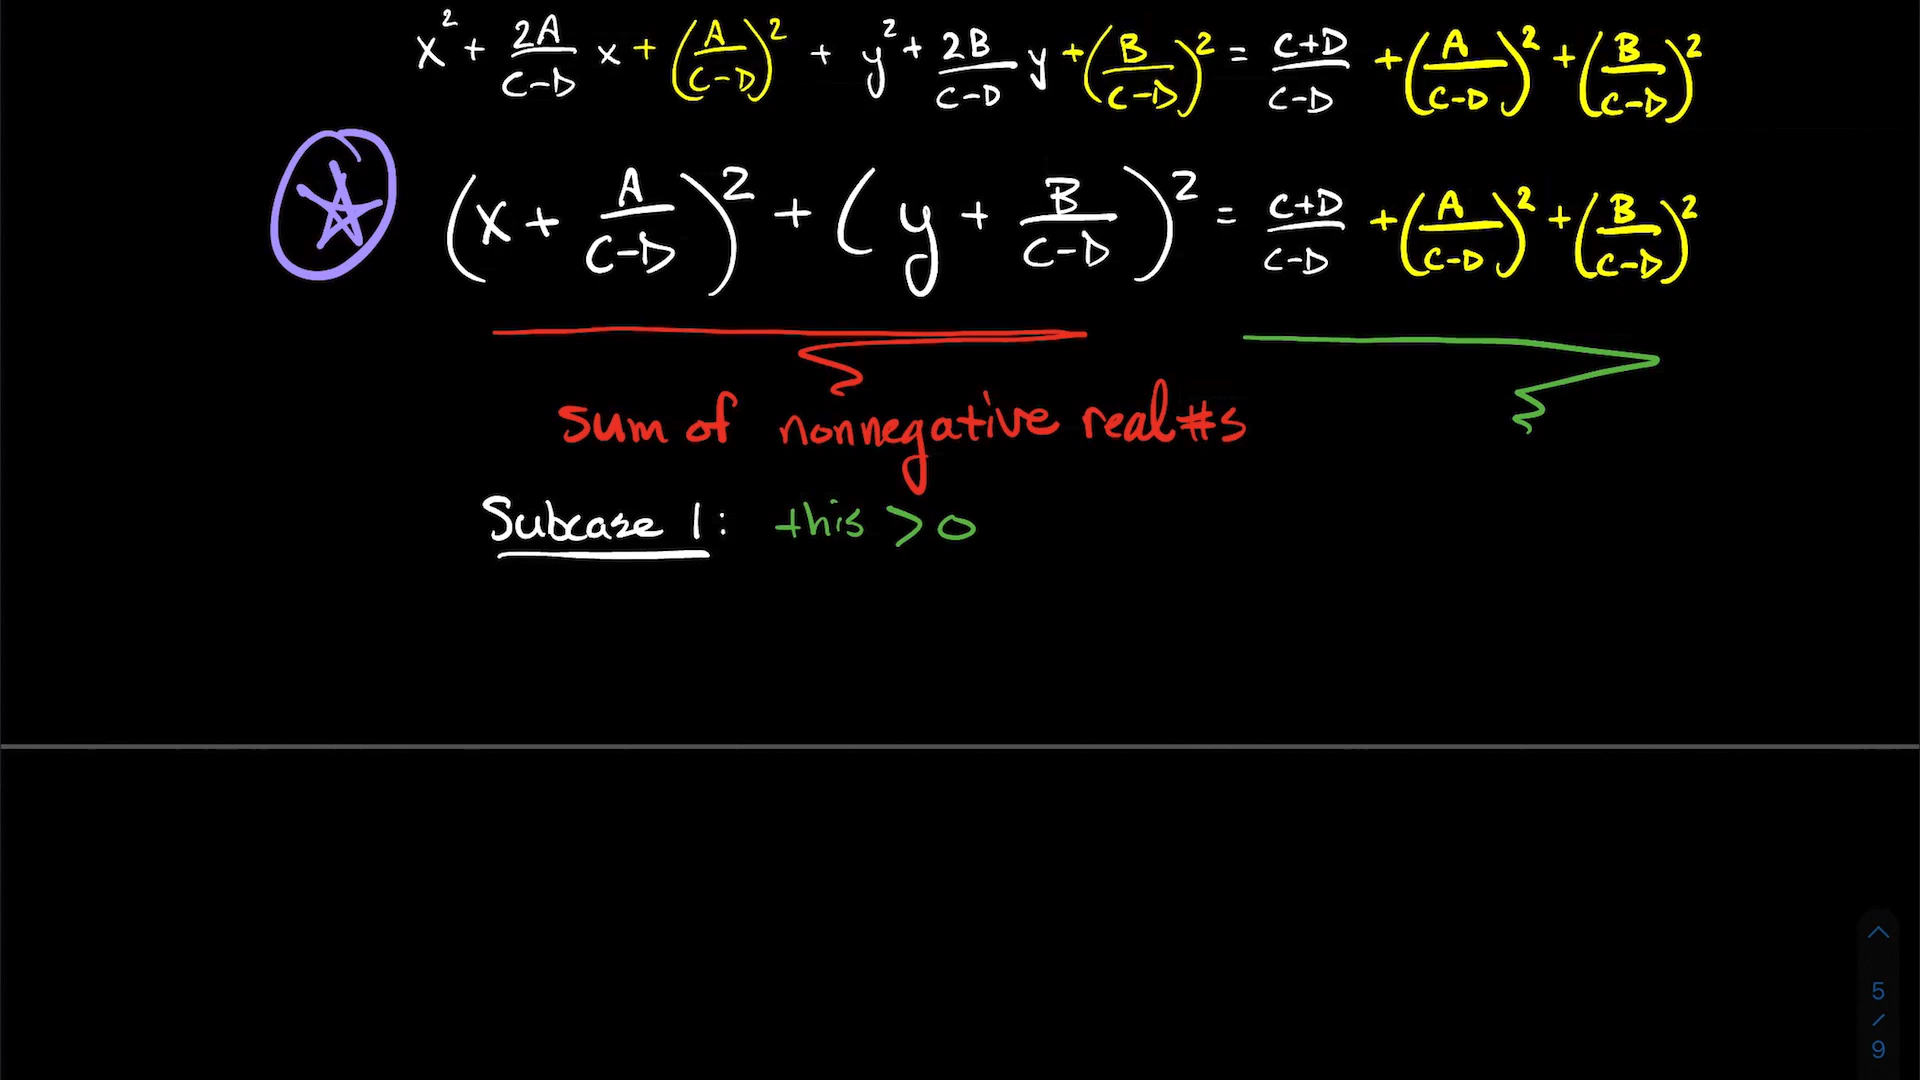 x² + 2A/(C-D) x + (A/(C-D))² + y² + 2B/(C-D) y + (B/(C-D))² = (C+D)/(C-D) + (A/(C-D))² + (B/(C-D))²
(x + A/(C-D))² + (y + B/(C-D))² = (C+D)/(C-D) + (A/(C-D))² + (B/(C-D))²
sum of nonnegative real #s
Subcase 1: this > 0
5
/
9